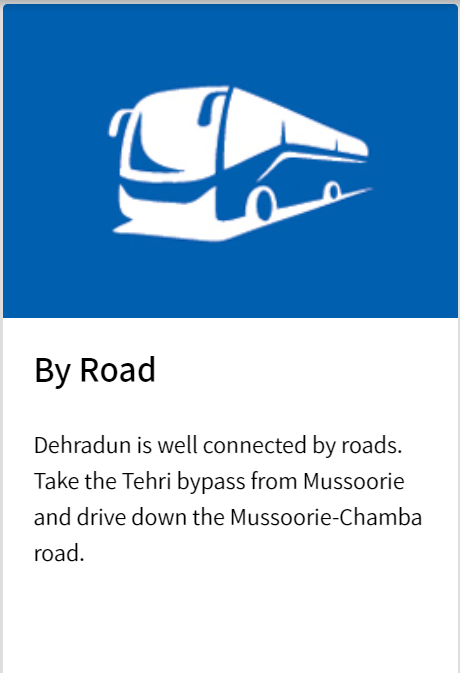 By Road
Dehradun is well connected by roads.
Take the Tehri bypass from Mussoorie
and drive down the Mussoorie-Chamba
road.